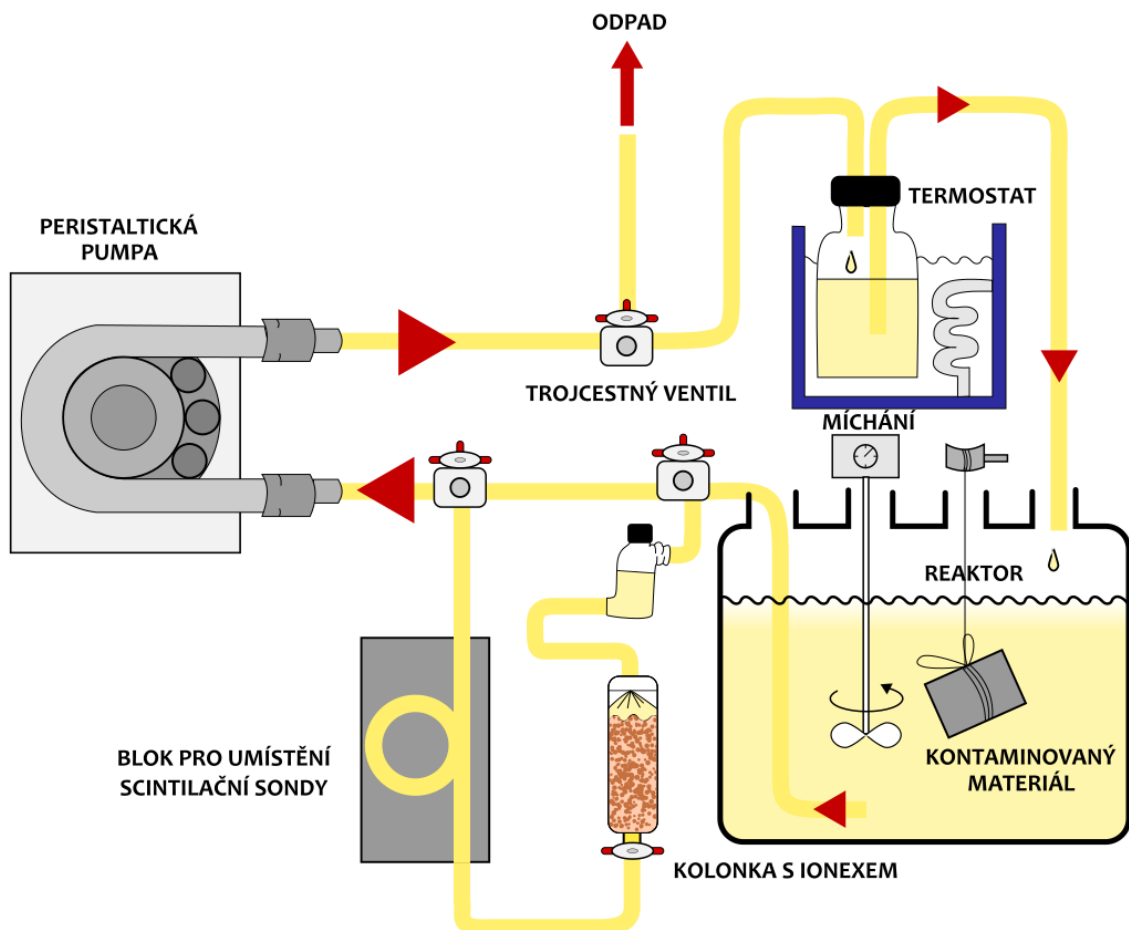 ODPAD
TERMOSTAT
PERISTALTICKÁ
PUMPA
TROJCESTNÝ VENTIL
MÍCHÁNÍ
REAKTOR
BLOK PRO UMÍSTĚNÍ
SCINTILAČNÍ SONDY
KONTAMINOVANÝ
MATERIÁL
KOLONKA S IONEXEM